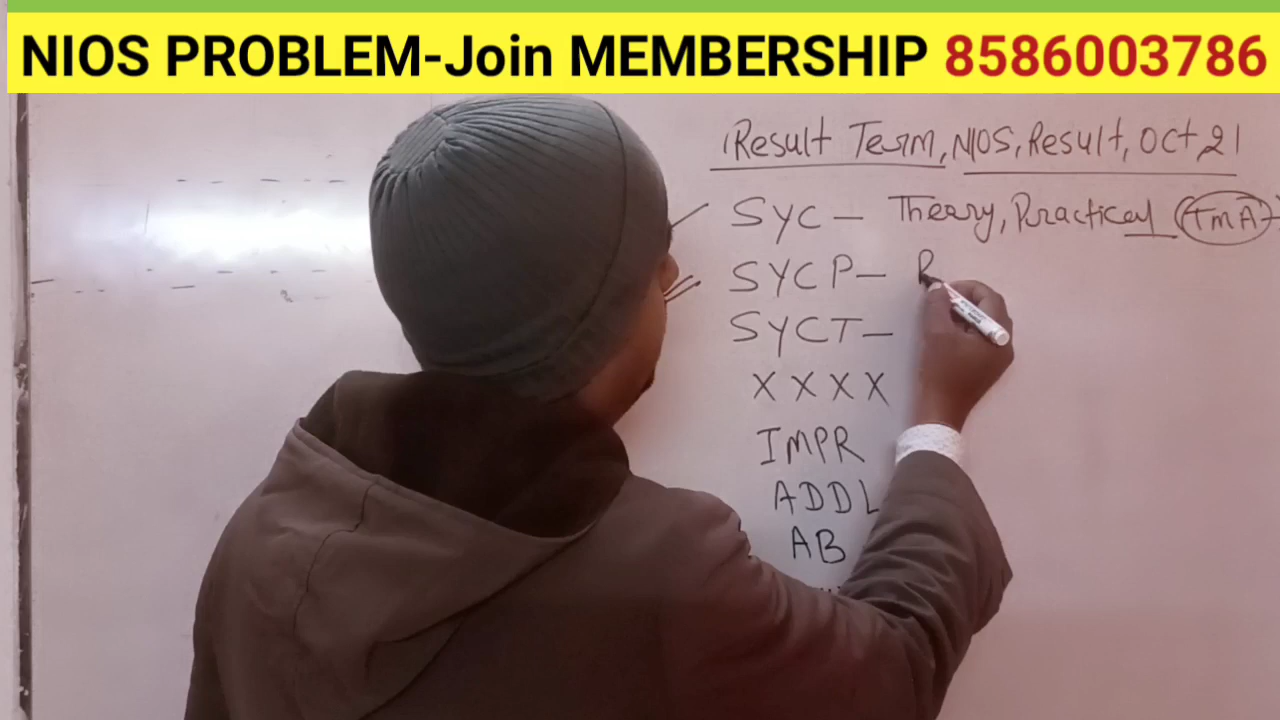 NIOS PROBLEM-Join MEMBERSHIP 8586003786
Result Term, NIOS, Result, Oct 21
SYC - Theory, Practical (TMA)
SYCP - P
SYCT -
XXXX
IMPR
ADDL
AB